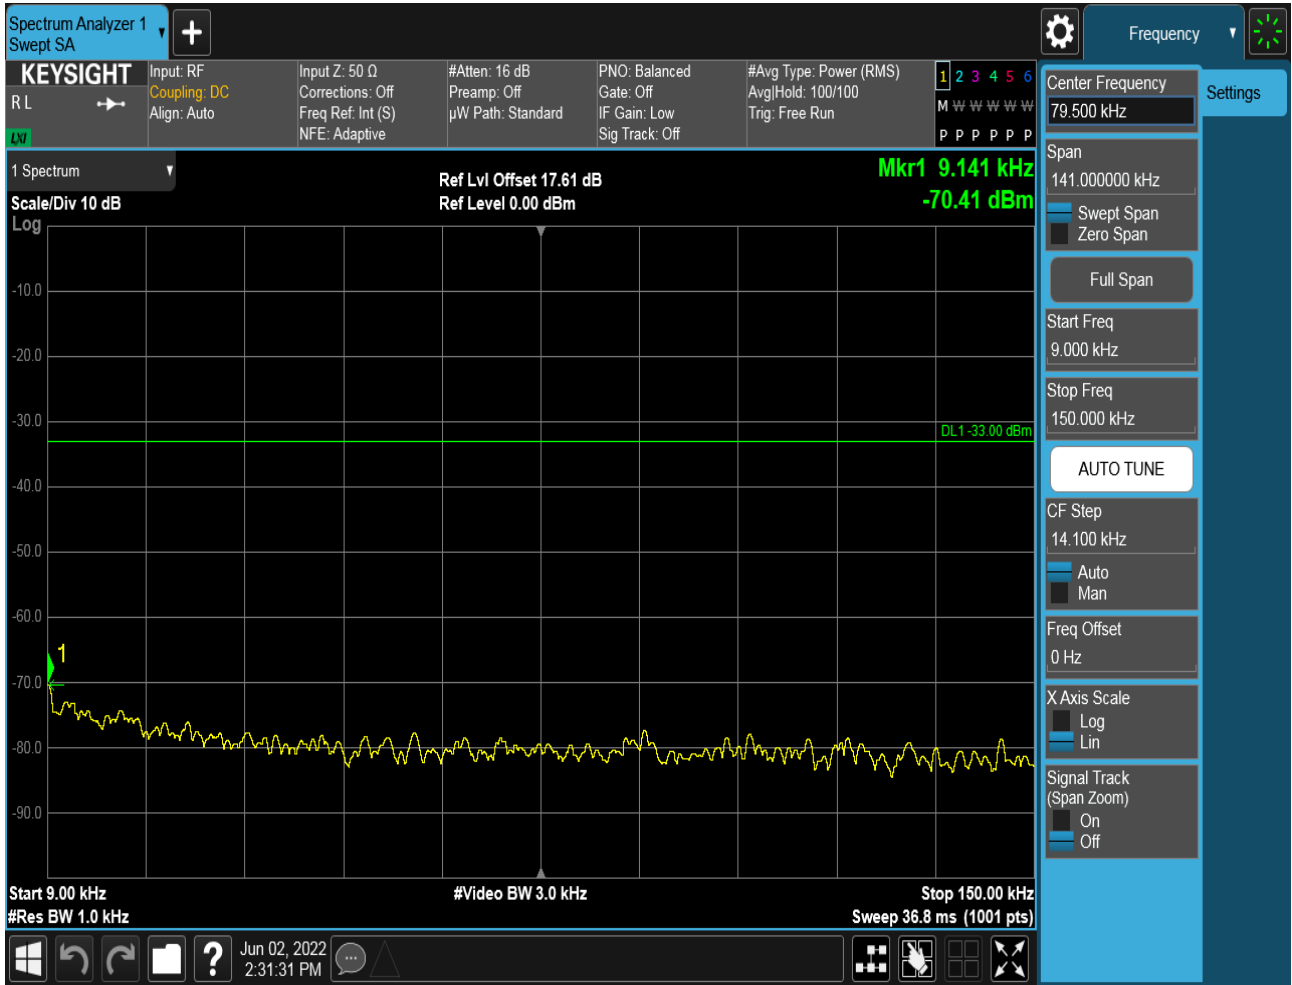 Spectrum Analyzer 1
Swept SA
Frequency
KEYSIGHT
R L
LXI
Input: RF
Coupling: DC
Align: Auto
Input Z: 50 Ω
Corrections: Off
Freq Ref: Int (S)
NFE: Adaptive
#Atten: 16 dB
Preamp: Off
µW Path: Standard
PNO: Balanced
Gate: Off
IF Gain: Low
Sig Track: Off
#Avg Type: Power (RMS)
Avg|Hold: 100/100
Trig: Free Run
1 2 3 4 5 6
M W W W W W
P P P P P P
1 Spectrum
Scale/Div 10 dB
Log
Ref Lvl Offset 17.61 dB
Ref Level 0.00 dBm
Mkr1 9.141 kHz
-70.41 dBm
-10.0
-20.0
-30.0
DL1 -33.00 dBm
-40.0
-50.0
-60.0
1
-70.0
-80.0
-90.0
Start 9.00 kHz
#Video BW 3.0 kHz
Stop 150.00 kHz
#Res BW 1.0 kHz
Sweep 36.8 ms (1001 pts)
Jun 02, 2022
2:31:31 PM
Center Frequency
79.500 kHz
Settings
Span
141.000000 kHz
Swept Span
Zero Span
Full Span
Start Freq
9.000 kHz
Stop Freq
150.000 kHz
AUTO TUNE
CF Step
14.100 kHz
Auto
Man
Freq Offset
0 Hz
X Axis Scale
Log
Lin
Signal Track
(Span Zoom)
On
Off